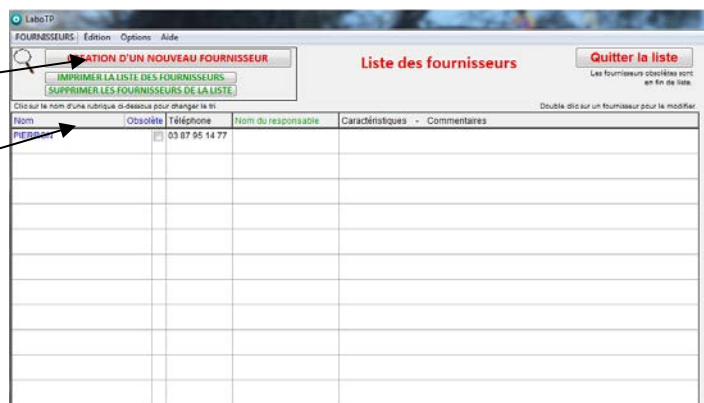 LaboTP
FOURNISSEURS Édition Options Aide
CREATION D'UN NOUVEAU FOURNISSEUR
IMPRIMER LA LISTE DES FOURNISSEURS
SUPPRIMER LES FOURNISSEURS DE LA LISTE
Liste des fournisseurs
Quitter la liste
Les fournisseurs obsolètes sont
en fin de liste.
Clic sur le nom d'une rubrique ci-dessous pour changer le tri.
Double clic sur un fournisseur pour le modifier.
Nom Obsolète Téléphone Nom du responsable Caractéristiques - Commentaires
PIERRON 03 87 95 14 77